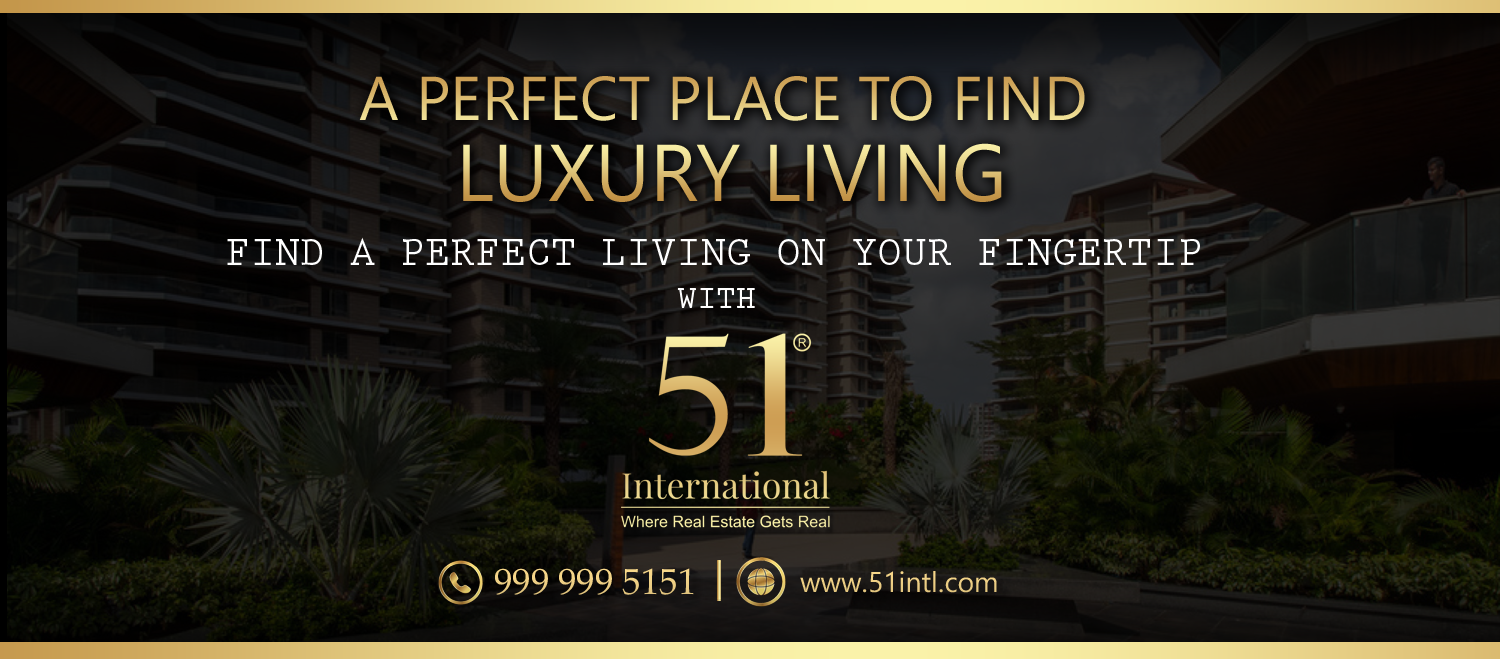 A PERFECT PLACE TO FIND
LUXURY LIVING
FIND A PERFECT LIVING ON YOUR FINGERTIP
WITH
51®
International
Where Real Estate Gets Real
999 999 5151 | www.51intl.com